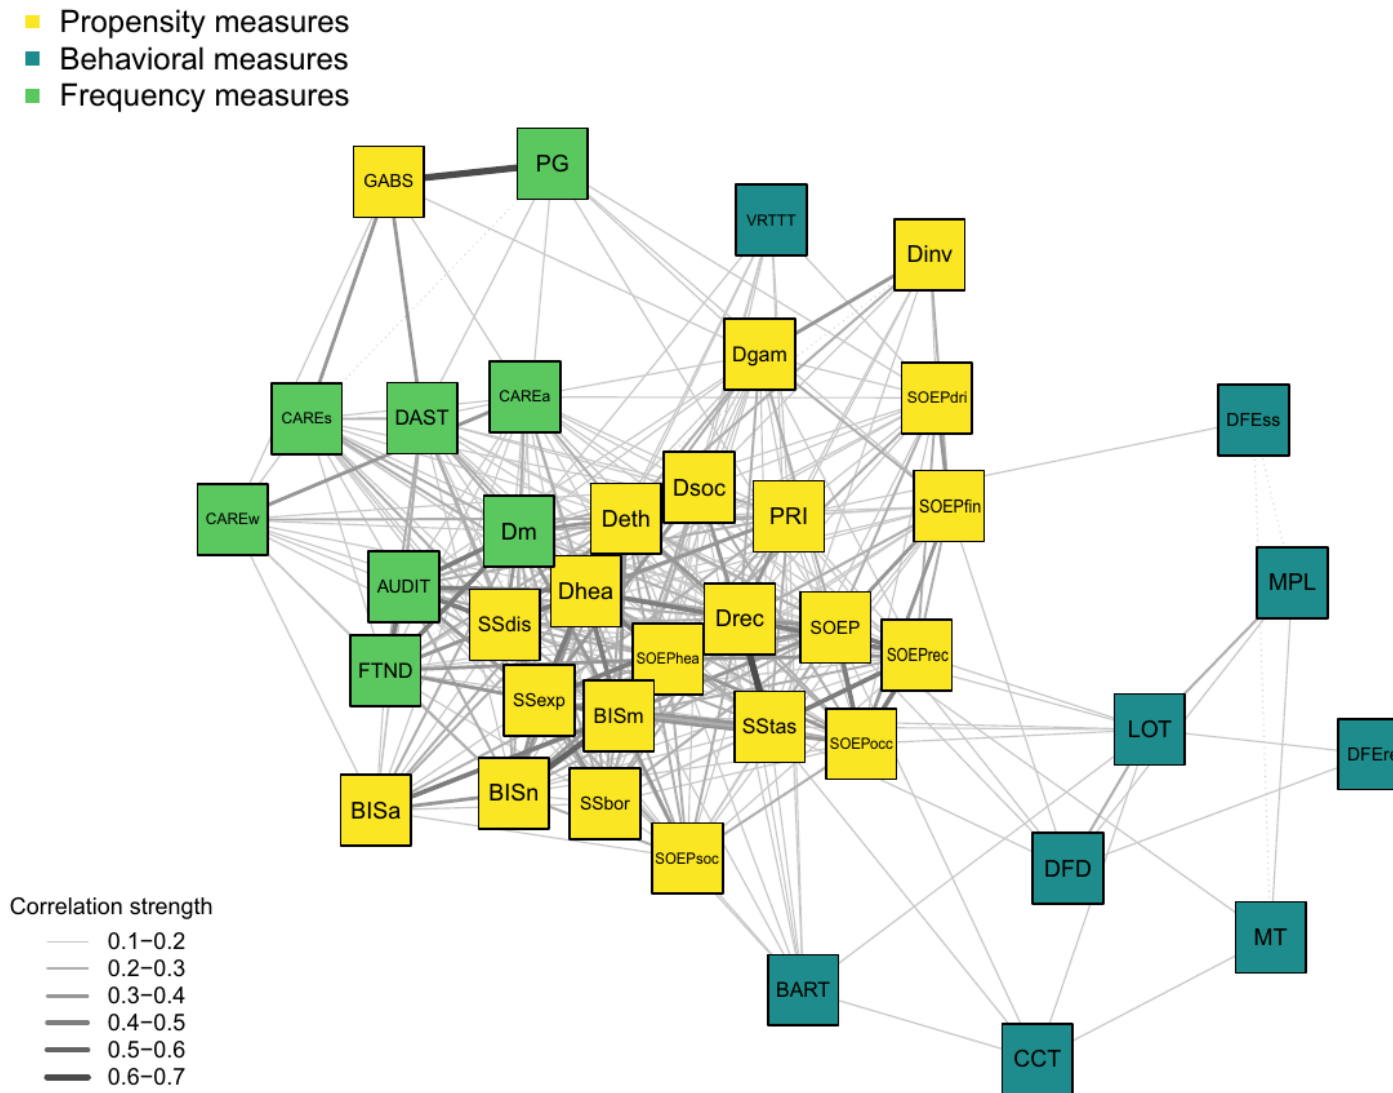 Propensity measures
Behavioral measures
Frequency measures
PG
GABS
VRTTT
Dinv
Dgam
CAREa
SOEPdri
CAREs
DAST
DFEss
Dsoc
SOEPfin
CAREw
Deth
PRI
Dm
MPL
AUDIT
Dhea
Drec
SSdis
SOEP
SOEPrec
SOEPhea
FTND
SSexp
BISm
SStas
LOT
SOEPocc
DFEre
BISn
SSbor
BISa
SOEPsoc
DFD
Correlation strength
MT
0.1−0.2
0.2−0.3
BART
0.3−0.4
0.4−0.5
0.5−0.6
CCT
0.6−0.7